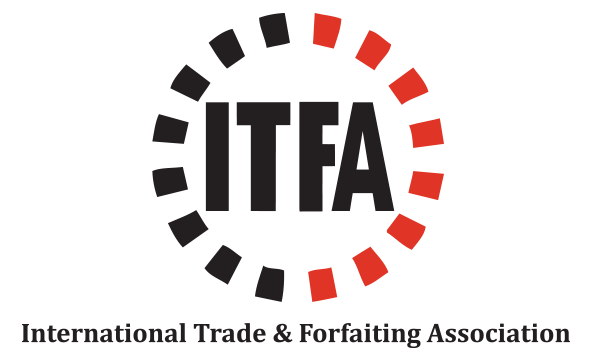 ITFA
International Trade & Forfaiting Association